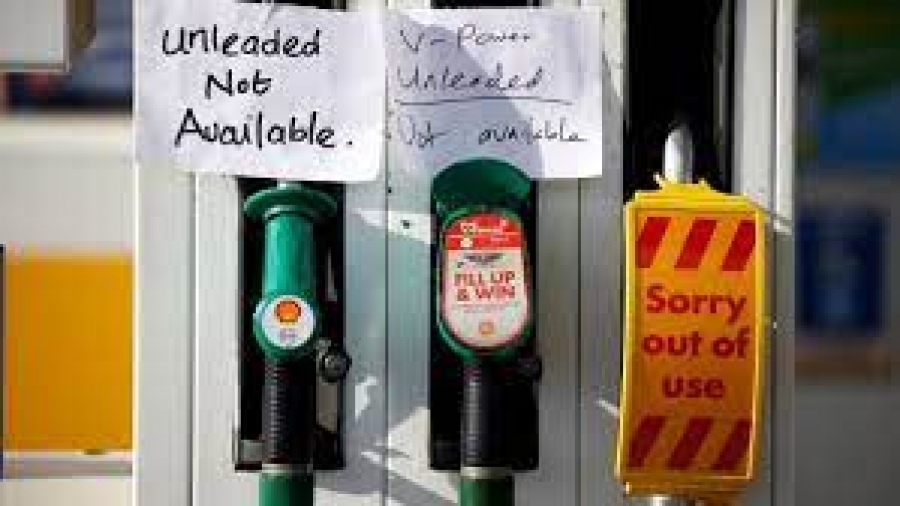 Unleaded
Not
Available.
V-Power
Unleaded
Not available
FILL UP
& WIN
Sorry
out of
use